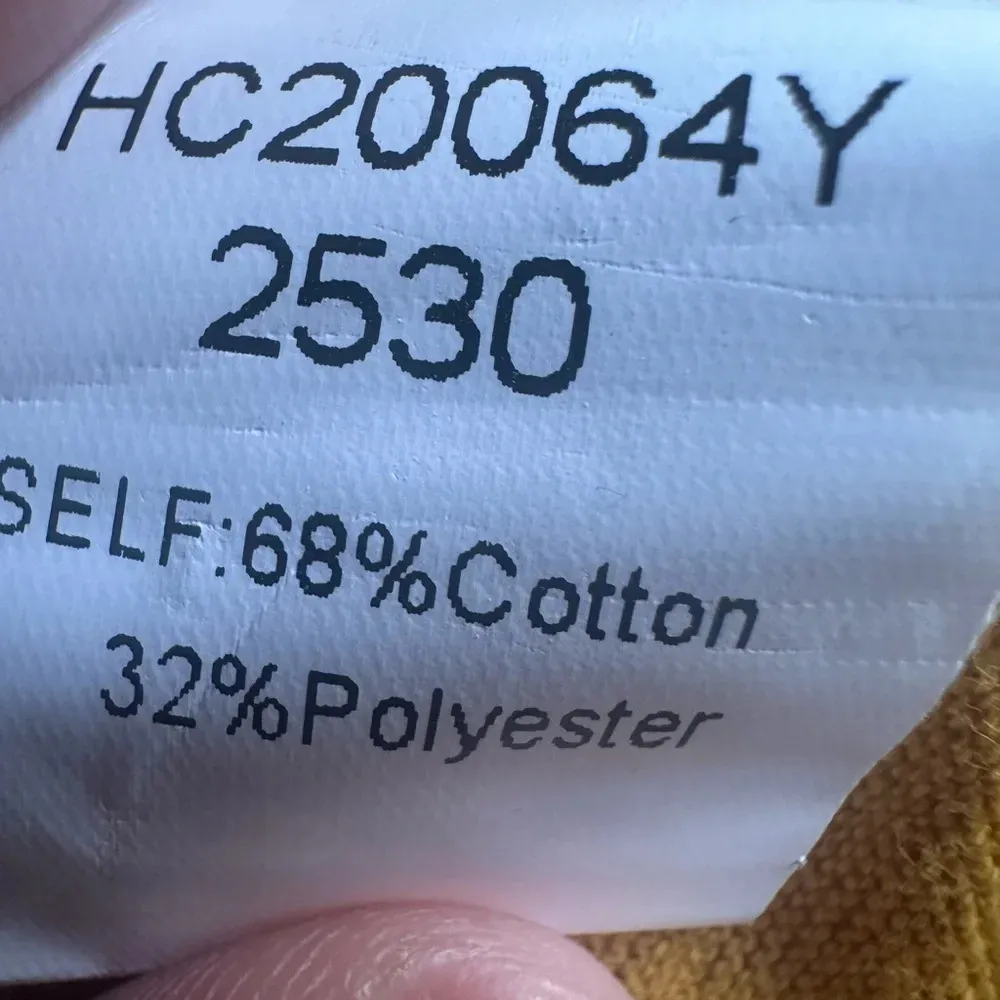 HC20064Y
2530
SELF:68%Cotton
32%Polyester